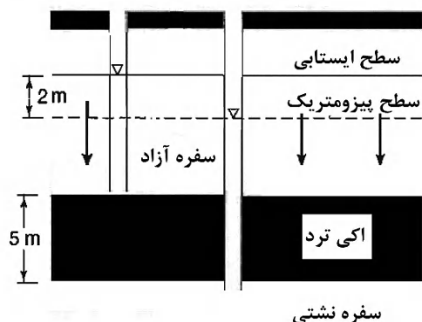 سطح ایستابی
2 m
سطح پیزومتریک
سفره آزاد
5 m
اکی ترد
سفره نشتی